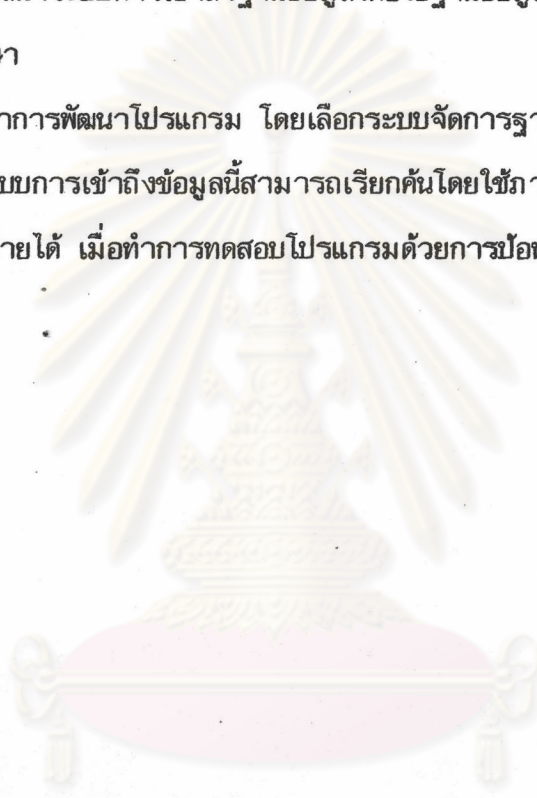 า
าการพัฒนาโปรแกรม โดยเลือกระบบจัดการฐา
บบการเข้าถึงข้อมูลนี้สามารถเรียกค้นโดยใช้ภา
ายได้ เมื่อทำการทดสอบโปรแกรมด้วยการป้อน